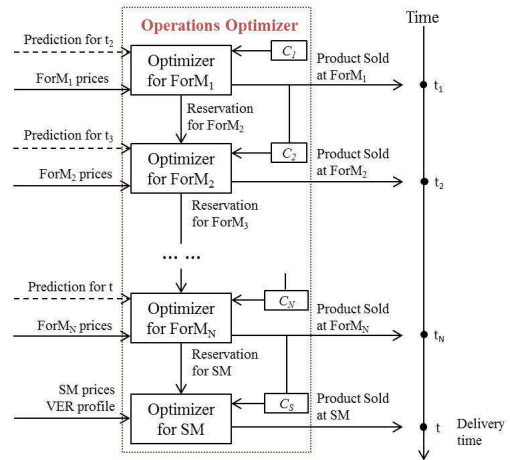 Operations Optimizer
Time
Prediction for t2
C1
Optimizer
for ForM1
Product Sold
at ForM1
ForM1 prices
t1
Reservation
for ForM2
Prediction for t3
C2
Optimizer
for ForM2
Product Sold
at ForM2
ForM2 prices
t2
Reservation
for ForM3
... ...
Prediction for t
CN
Optimizer
for ForMN
Product Sold
at ForMN
ForMN prices
tN
Reservation
for SM
SM prices
VER profile
CS
Optimizer
for SM
Product Sold
at SM
t
Delivery
time